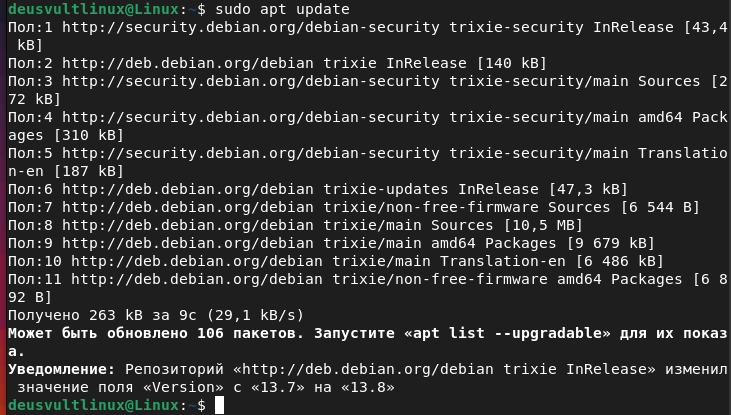 deusvultlinux@Linux:~$ sudo apt update
Пол:1 http://security.debian.org/debian-security trixie-security InRelease [43,4
 kB]
Пол:2 http://deb.debian.org/debian trixie InRelease [140 kB]
Пол:3 http://security.debian.org/debian-security trixie-security/main Sources [2
72 kB]
Пол:4 http://security.debian.org/debian-security trixie-security/main amd64 Pack
ages [310 kB]
Пол:5 http://security.debian.org/debian-security trixie-security/main Translatio
n-en [187 kB]
Пол:6 http://deb.debian.org/debian trixie-updates InRelease [47,3 kB]
Пол:7 http://deb.debian.org/debian trixie/non-free-firmware Sources [6 544 B]
Пол:8 http://deb.debian.org/debian trixie/main Sources [10,5 MB]
Пол:9 http://deb.debian.org/debian trixie/main amd64 Packages [9 679 kB]
Пол:10 http://deb.debian.org/debian trixie/main Translation-en [6 486 kB]
Пол:11 http://deb.debian.org/debian trixie/non-free-firmware amd64 Packages [6 8
92 B]
Получено 263 kB за 9с (29,1 kB/s)
Может быть обновлено 106 пакетов. Запустите «apt list --upgradable» для их показ
а.
Уведомление: Репозиторий «http://deb.debian.org/debian trixie InRelease» изменил
 значение поля «Version» с «13.7» на «13.8»
deusvultlinux@Linux:~$